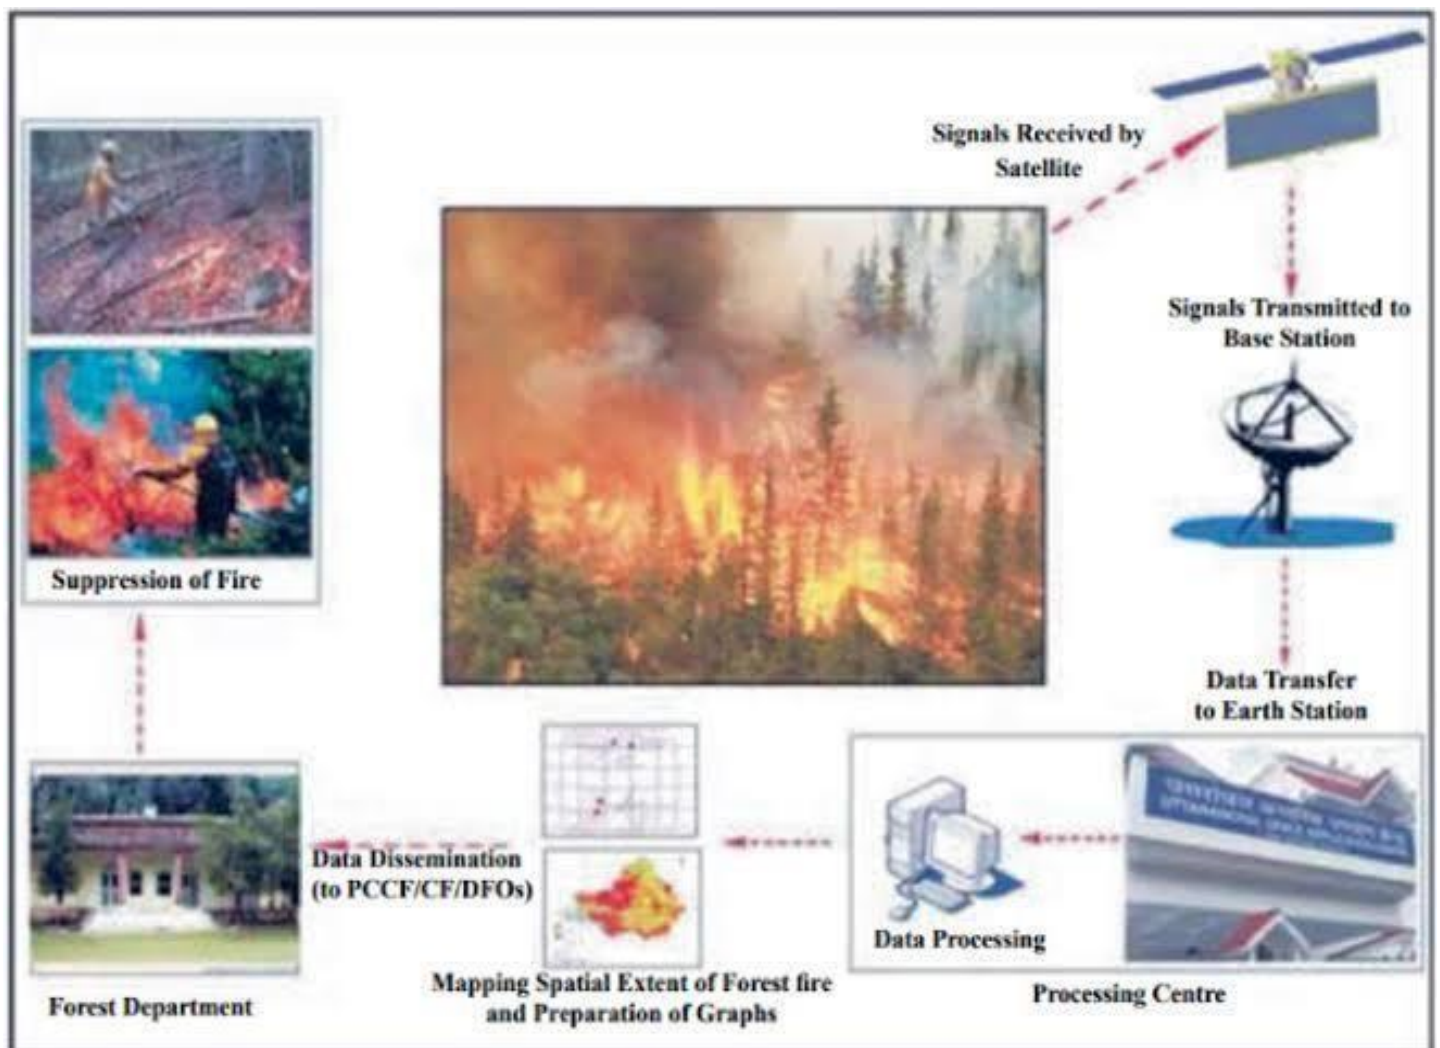 Signals Received by
Satellite
Signals Transmitted to
Base Station
Data Transfer
to Earth Station
Suppression of Fire
Data Dissemination
(to PCCF/CF/DFOs)
Data Processing
Mapping Spatial Extent of Forest fire
and Preparation of Graphs
Processing Centre
Forest Department